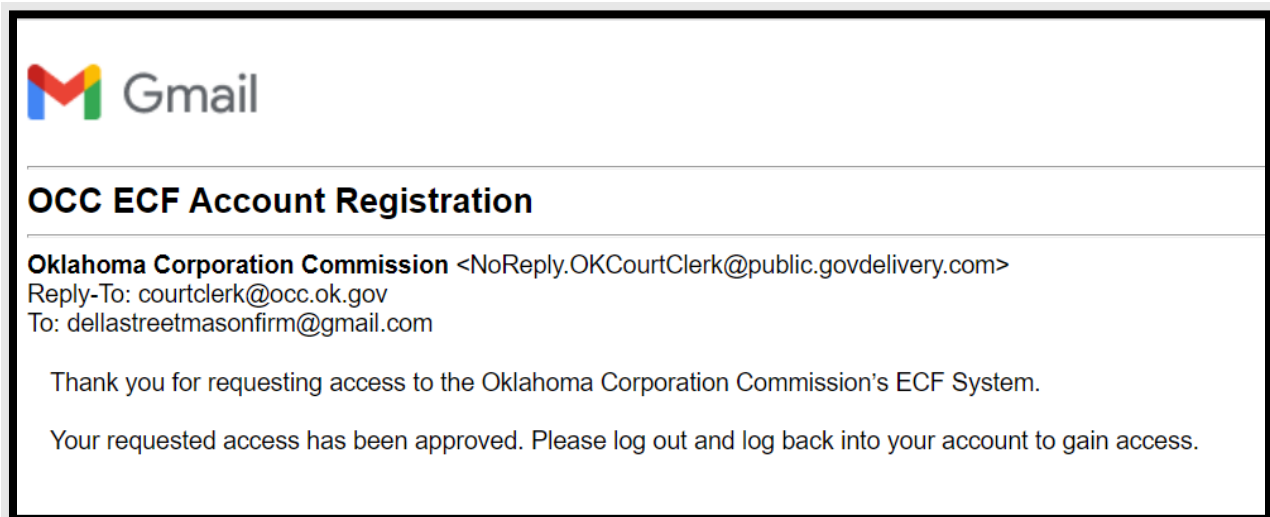 Gmail
OCC ECF Account Registration
Oklahoma Corporation Commission <NoReply.OKCourtClerk@public.govdelivery.com>
Reply-To: courtclerk@occ.ok.gov
To: dellastreetmasonfirm@gmail.com
Thank you for requesting access to the Oklahoma Corporation Commission’s ECF System.
Your requested access has been approved. Please log out and log back into your account to gain access.